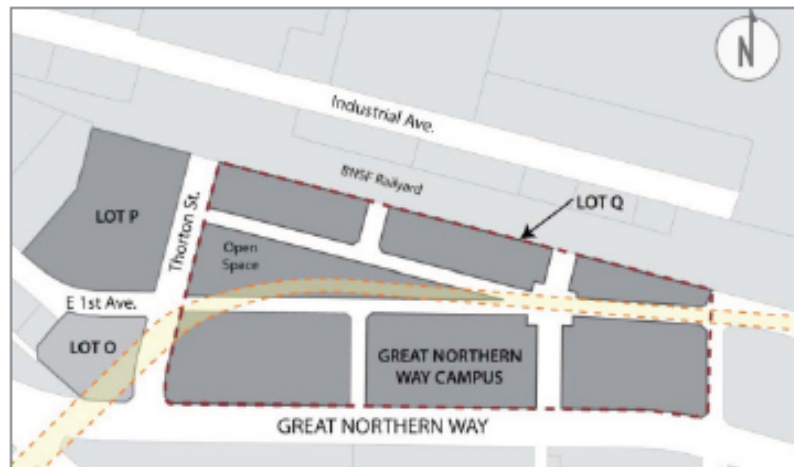 N
Industrial Ave.
BNSF Railyard
LOT Q
LOT P
Thorton St.
Open
Space
E 1st Ave.
LOT O
GREAT NORTHERN
WAY CAMPUS
GREAT NORTHERN WAY